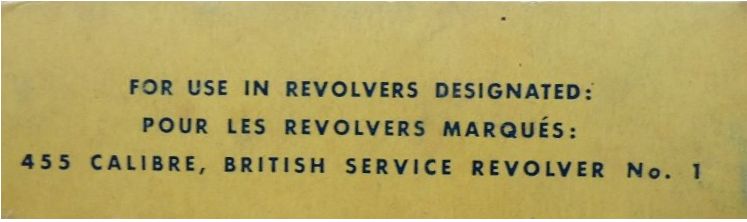 FOR USE IN REVOLVERS DESIGNATED:
POUR LES REVOLVERS MARQUÉS:
455 CALIBRE, BRITISH SERVICE REVOLVER No. 1